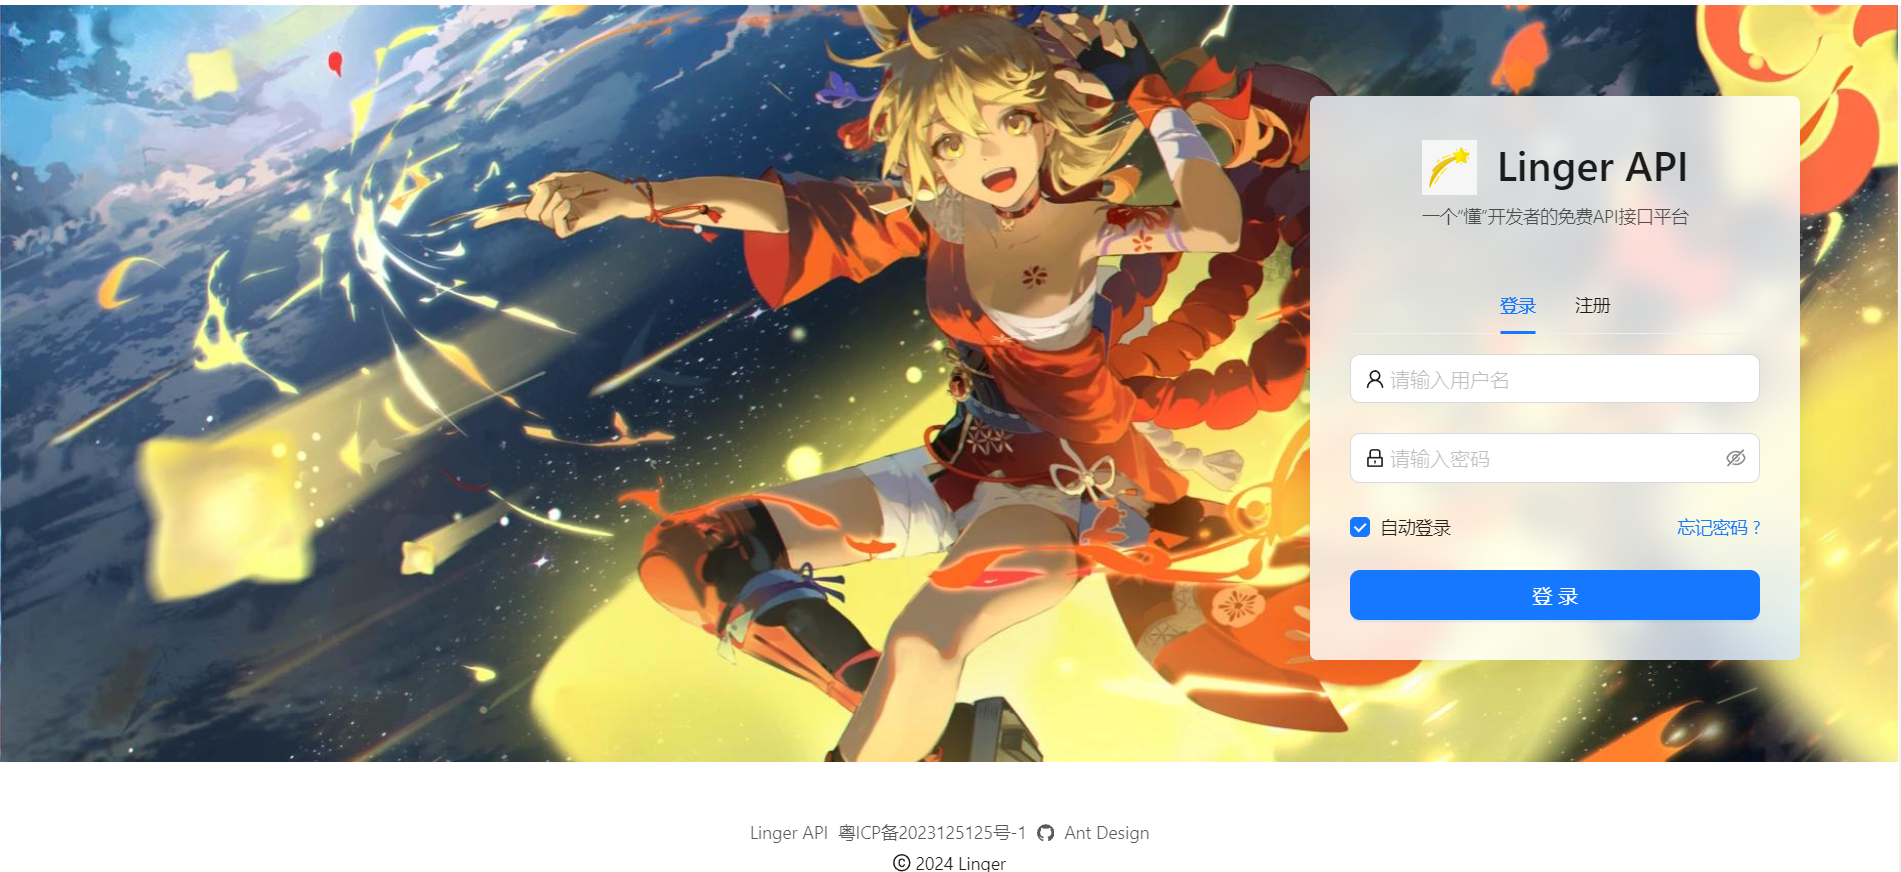 Linger API
一个“懂”开发者的免费API接口平台
登录 注册
请输入用户名
请输入密码
自动登录 忘记密码 ?
登 录
Linger API 粤ICP备2023125125号-1 Ant Design
© 2024 Linger